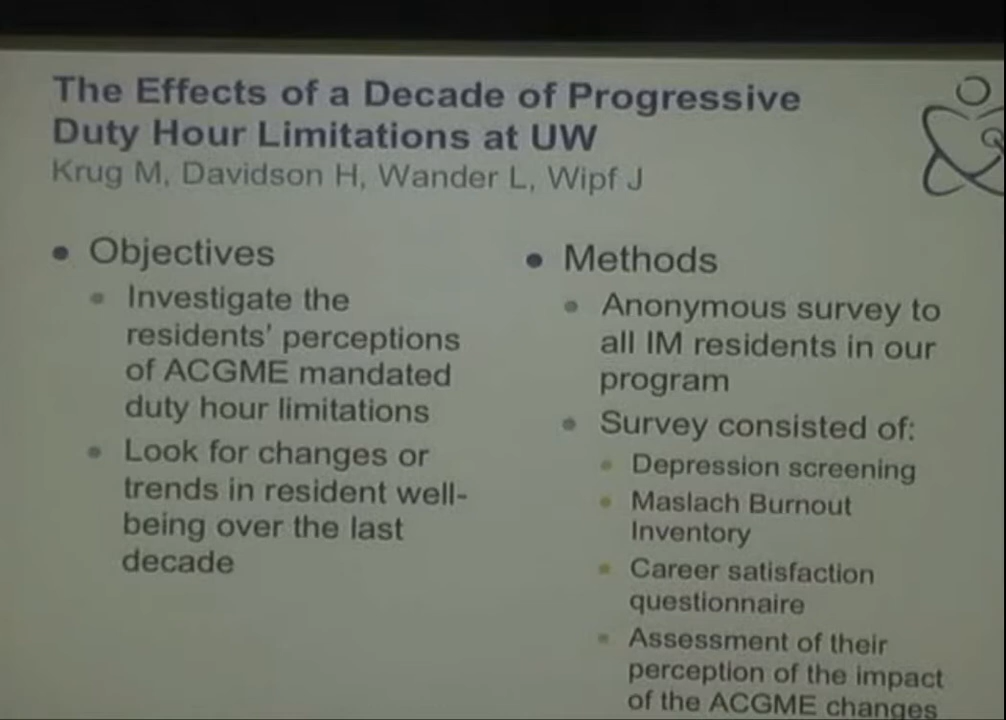 The Effects of a Decade of Progressive
Duty Hour Limitations at UW
Krug M, Davidson H, Wander L, Wipf J
• Objectives
• Investigate the
residents' perceptions
of ACGME mandated
duty hour limitations
• Look for changes or
trends in resident well-
being over the last
decade
• Methods
• Anonymous survey to
all IM residents in our
program
• Survey consisted of:
• Depression screening
• Maslach Burnout
Inventory
• Career satisfaction
questionnaire
• Assessment of their
perception of the impact
of the ACGME changes